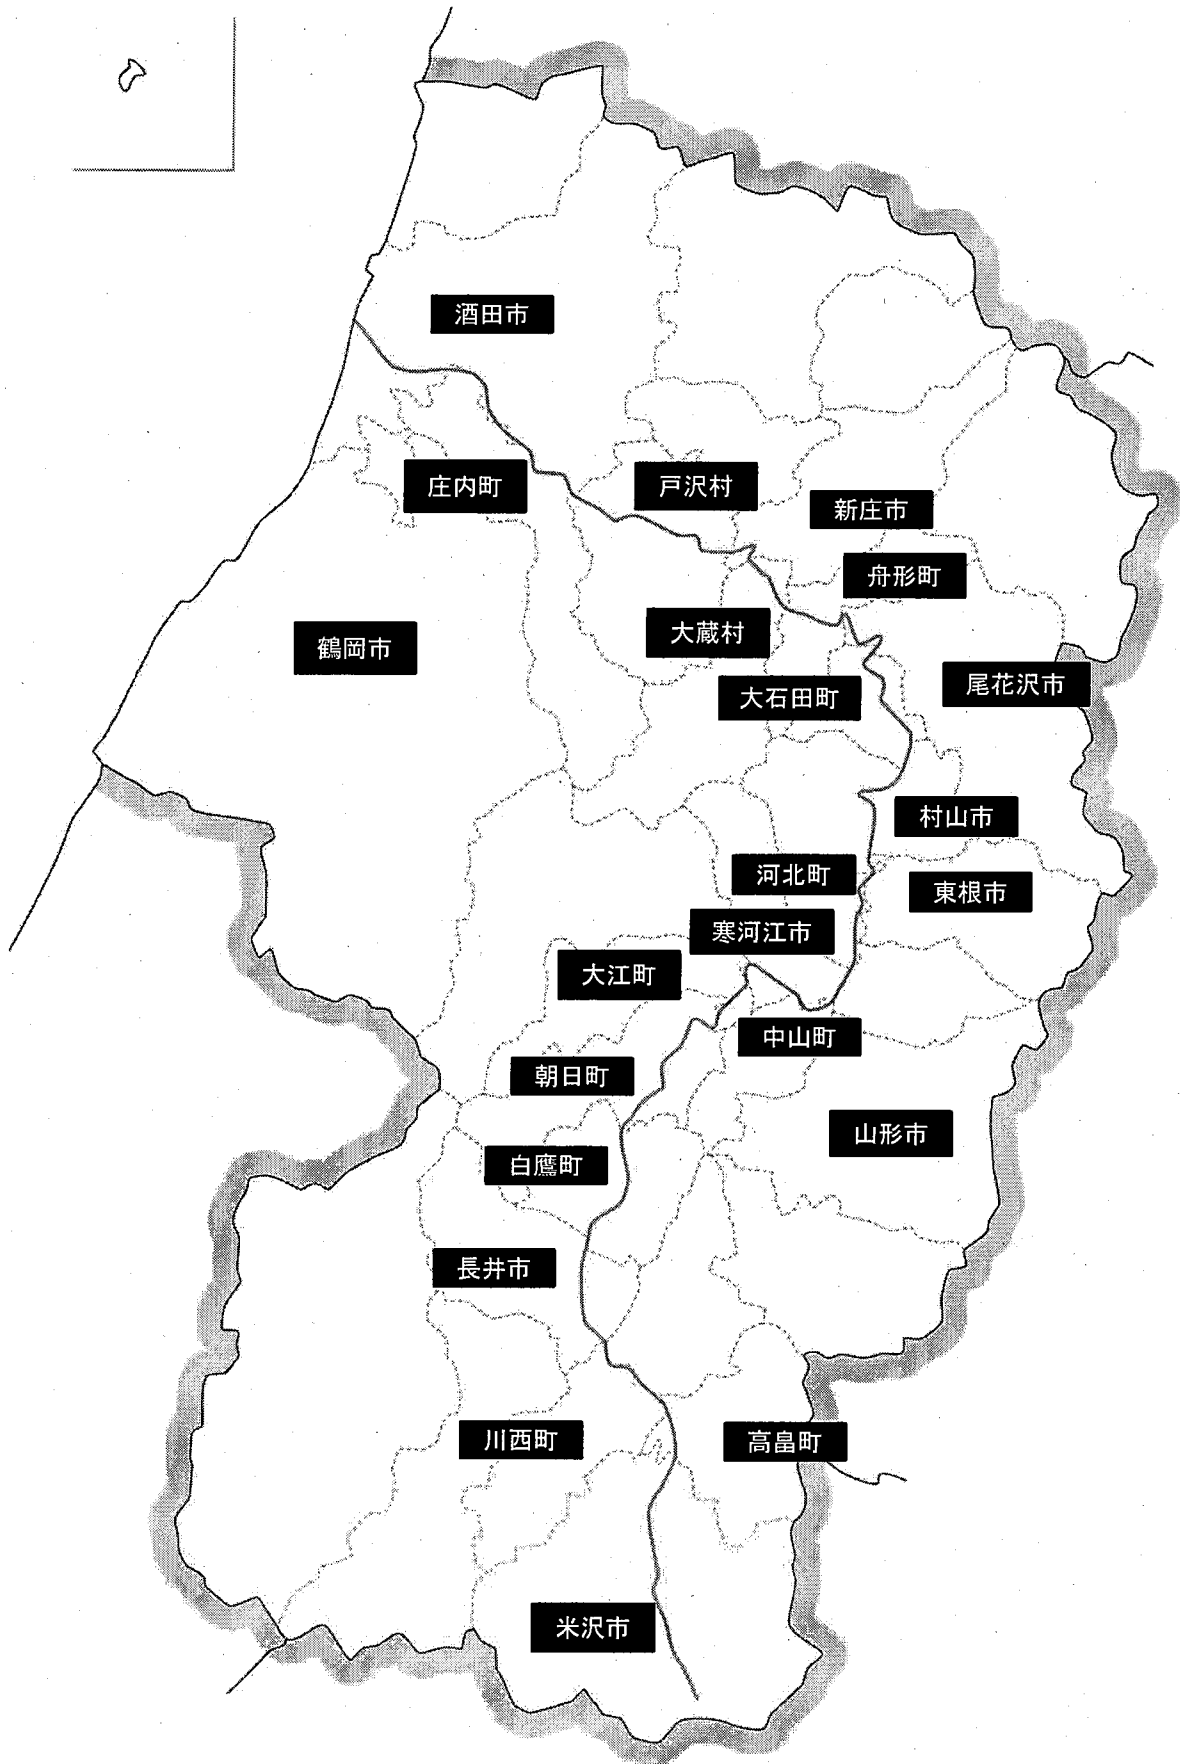 酒田市
庄内町
戸沢村
新庄市
舟形町
大蔵村
鶴岡市
尾花沢市
大石田町
村山市
河北町
東根市
寒河江市
大江町
中山町
朝日町
山形市
白鷹町
長井市
川西町
高畠町
米沢市